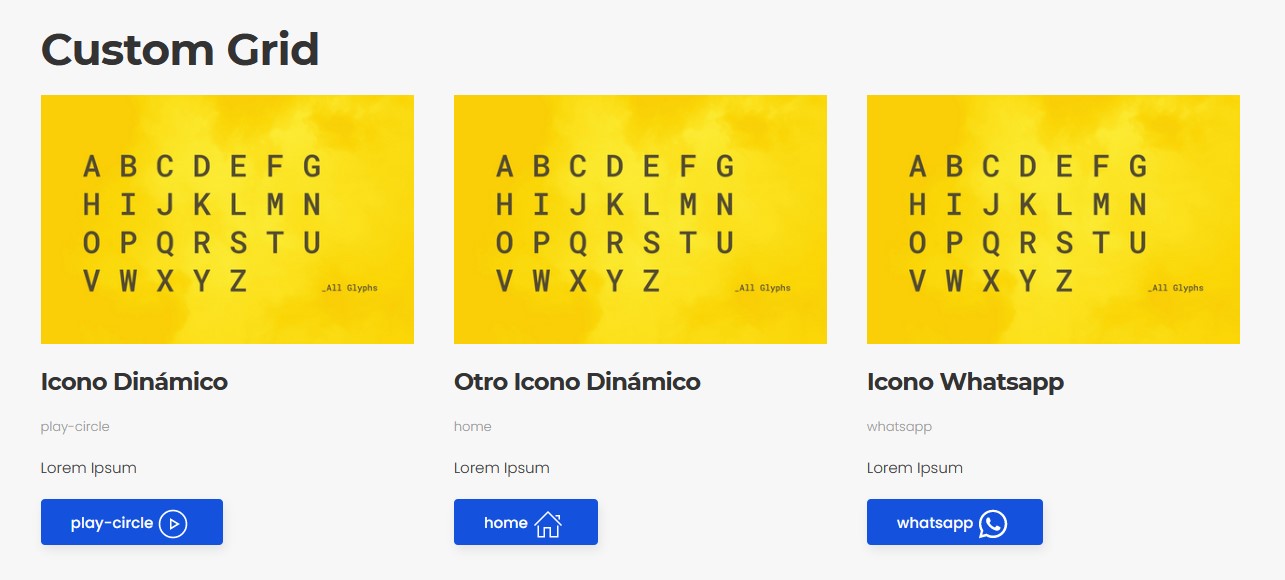 Custom Grid
A B C D E F G
H I J K L M N
O P Q R S T U
V W X Y Z
_All Glyphs
Icono Dinámico
play-circle
Lorem Ipsum
play-circle
A B C D E F G
H I J K L M N
O P Q R S T U
V W X Y Z
_All Glyphs
Otro Icono Dinámico
home
Lorem Ipsum
home
A B C D E F G
H I J K L M N
O P Q R S T U
V W X Y Z
_All Glyphs
Icono Whatsapp
whatsapp
Lorem Ipsum
whatsapp